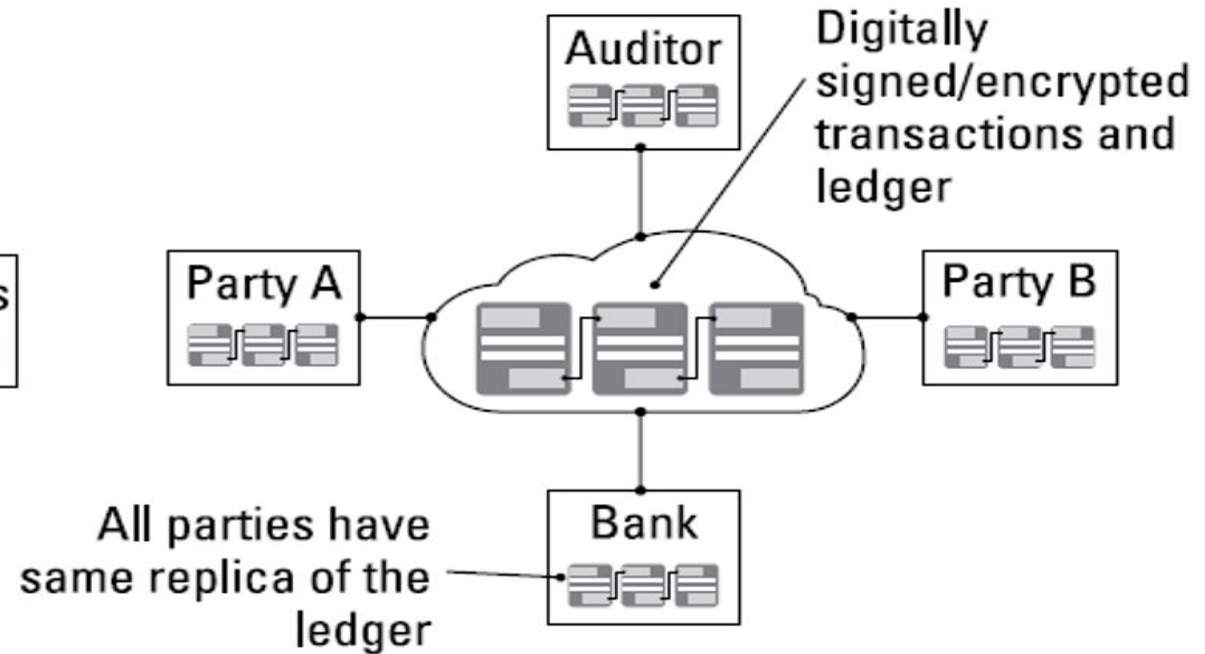 Auditor
Digitally
signed/encrypted
transactions and
ledger
s
Party A
Party B
Bank
All parties have
same replica of the
ledger